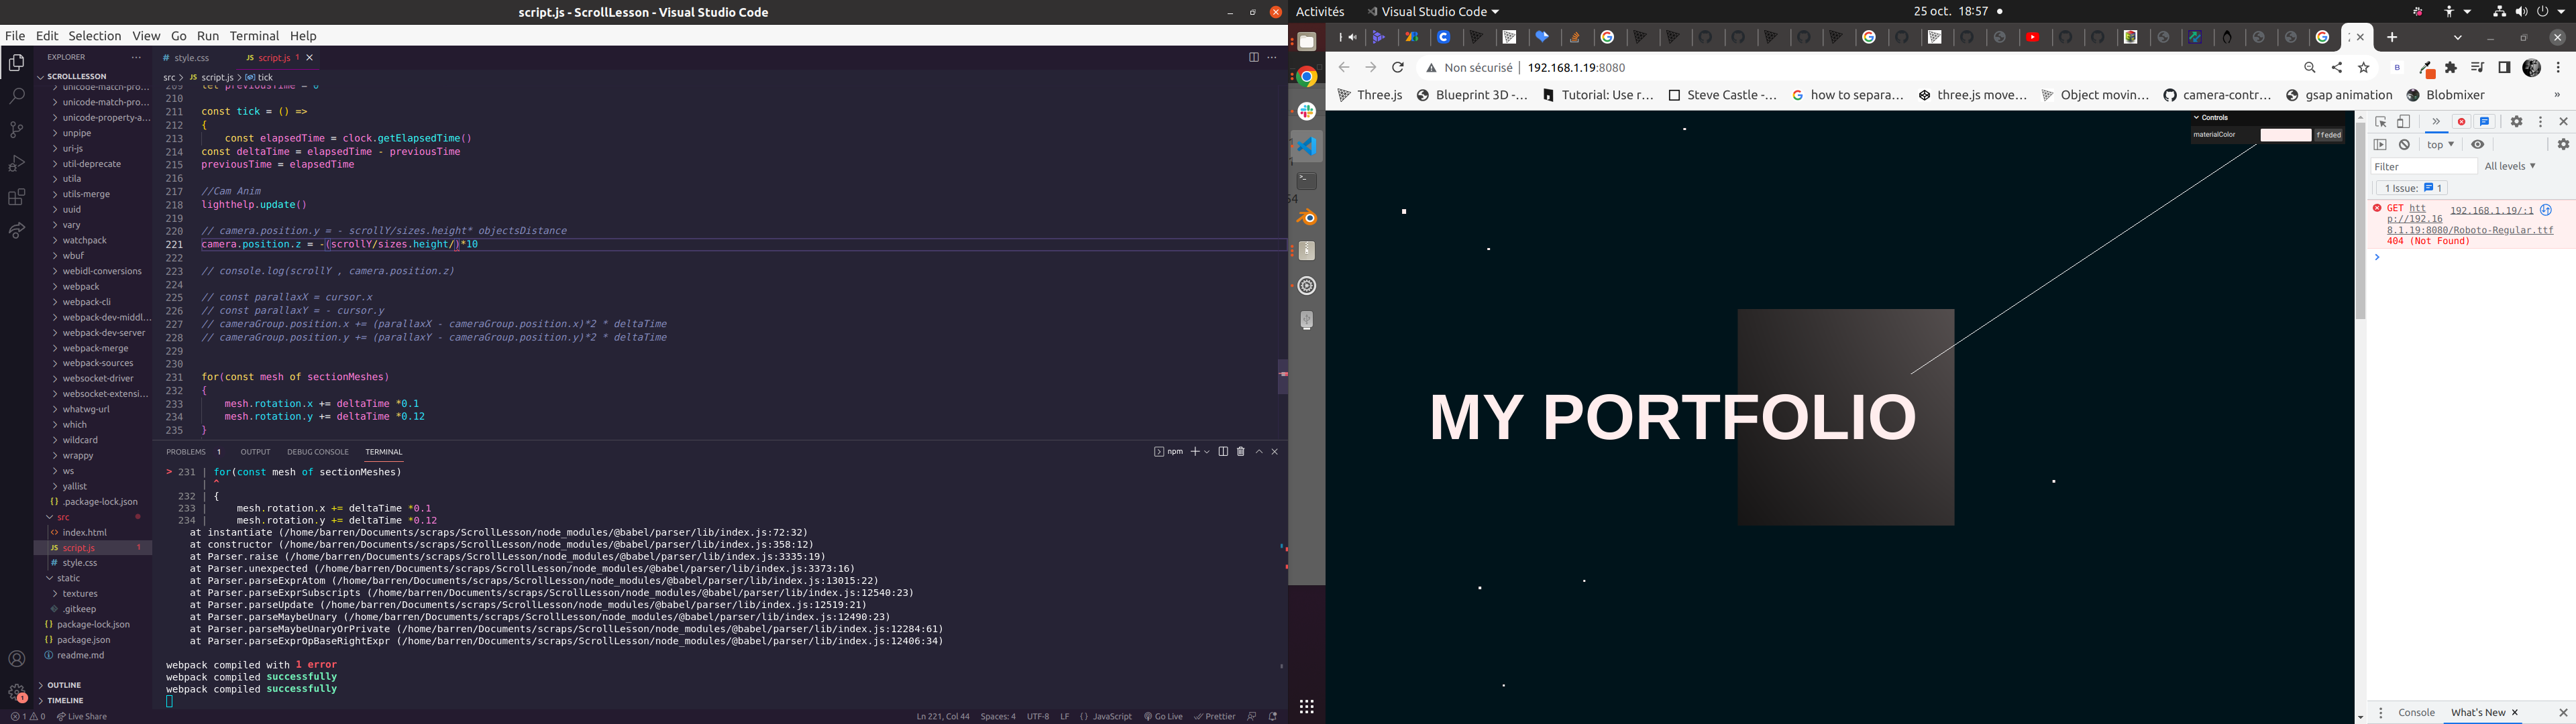 script.js - ScrollLesson - Visual Studio Code
File Edit Selection View Go Run Terminal Help
EXPLORER
SCROLLLESSON
unicode-match-pro...
unicode-match-pro...
unicode-property-a...
unpipe
uri-js
util-deprecate
utila
utils-merge
uuid
vary
watchpack
wbuf
webidl-conversions
webpack
webpack-cli
webpack-dev-middl...
webpack-dev-server
webpack-merge
webpack-sources
websocket-driver
websocket-extensi...
whatwg-url
which
wildcard
wrappy
ws
yallist
.package-lock.json
src
index.html
script.js 1
style.css
static
textures
.gitkeep
package-lock.json
package.json
readme.md
OUTLINE
TIMELINE
style.css
script.js 1
src > script.js > tick
209 let previousTime = 0
210
211 const tick = () =>
212 {
213 const elapsedTime = clock.getElapsedTime()
214 const deltaTime = elapsedTime - previousTime
215 previousTime = elapsedTime
216
217 //Cam Anim
218 lighthelp.update()
219
220 // camera.position.y = - scrollY/sizes.height* objectsDistance
221 camera.position.z = -(scrollY/sizes.height/)*10
222
223 // console.log(scrollY , camera.position.z)
224
225 // const parallaxX = cursor.x
226 // const parallaxY = - cursor.y
227 // cameraGroup.position.x += (parallaxX - cameraGroup.position.x)*2 * deltaTime
228 // cameraGroup.position.y += (parallaxY - cameraGroup.position.y)*2 * deltaTime
229
230
231 for(const mesh of sectionMeshes)
232 {
233 mesh.rotation.x += deltaTime *0.1
234 mesh.rotation.y += deltaTime *0.12
235 }
PROBLEMS 1 OUTPUT DEBUG CONSOLE TERMINAL
npm
> 231 | for(const mesh of sectionMeshes)
| ^
232 | {
233 | mesh.rotation.x += deltaTime *0.1
234 | mesh.rotation.y += deltaTime *0.12
at instantiate (/home/barren/Documents/scraps/ScrollLesson/node_modules/@babel/parser/lib/index.js:72:32)
at constructor (/home/barren/Documents/scraps/ScrollLesson/node_modules/@babel/parser/lib/index.js:358:12)
at Parser.raise (/home/barren/Documents/scraps/ScrollLesson/node_modules/@babel/parser/lib/index.js:3335:19)
at Parser.unexpected (/home/barren/Documents/scraps/ScrollLesson/node_modules/@babel/parser/lib/index.js:3373:16)
at Parser.parseExprAtom (/home/barren/Documents/scraps/ScrollLesson/node_modules/@babel/parser/lib/index.js:13015:22)
at Parser.parseExprSubscripts (/home/barren/Documents/scraps/ScrollLesson/node_modules/@babel/parser/lib/index.js:12540:23)
at Parser.parseUpdate (/home/barren/Documents/scraps/ScrollLesson/node_modules/@babel/parser/lib/index.js:12519:21)
at Parser.parseMaybeUnary (/home/barren/Documents/scraps/ScrollLesson/node_modules/@babel/parser/lib/index.js:12490:23)
at Parser.parseMaybeUnaryOrPrivate (/home/barren/Documents/scraps/ScrollLesson/node_modules/@babel/parser/lib/index.js:12284:61)
at Parser.parseExprOpBaseRightExpr (/home/barren/Documents/scraps/ScrollLesson/node_modules/@babel/parser/lib/index.js:12406:34)
webpack compiled with 1 error
webpack compiled successfully
webpack compiled successfully
1 0 Live Share
Ln 221, Col 44 Spaces: 4 UTF-8 LF {} JavaScript Go Live Prettier
Activités Visual Studio Code 25 oct. 18:57
Non sécurisé | 192.168.1.19:8080
Three.js Blueprint 3D -... Tutorial: Use r... Steve Castle -... how to separa... three.js move... Object movin... camera-contr... gsap animation Blobmixer »
Controls
materialColor ffeded
MY PORTFOLIO
top
Filter All levels
1 Issue: 1
GET htt 192.168.1.19/:1
p://192.16
8.1.19:8080/Roboto-Regular.ttf
404 (Not Found)
Console What's New